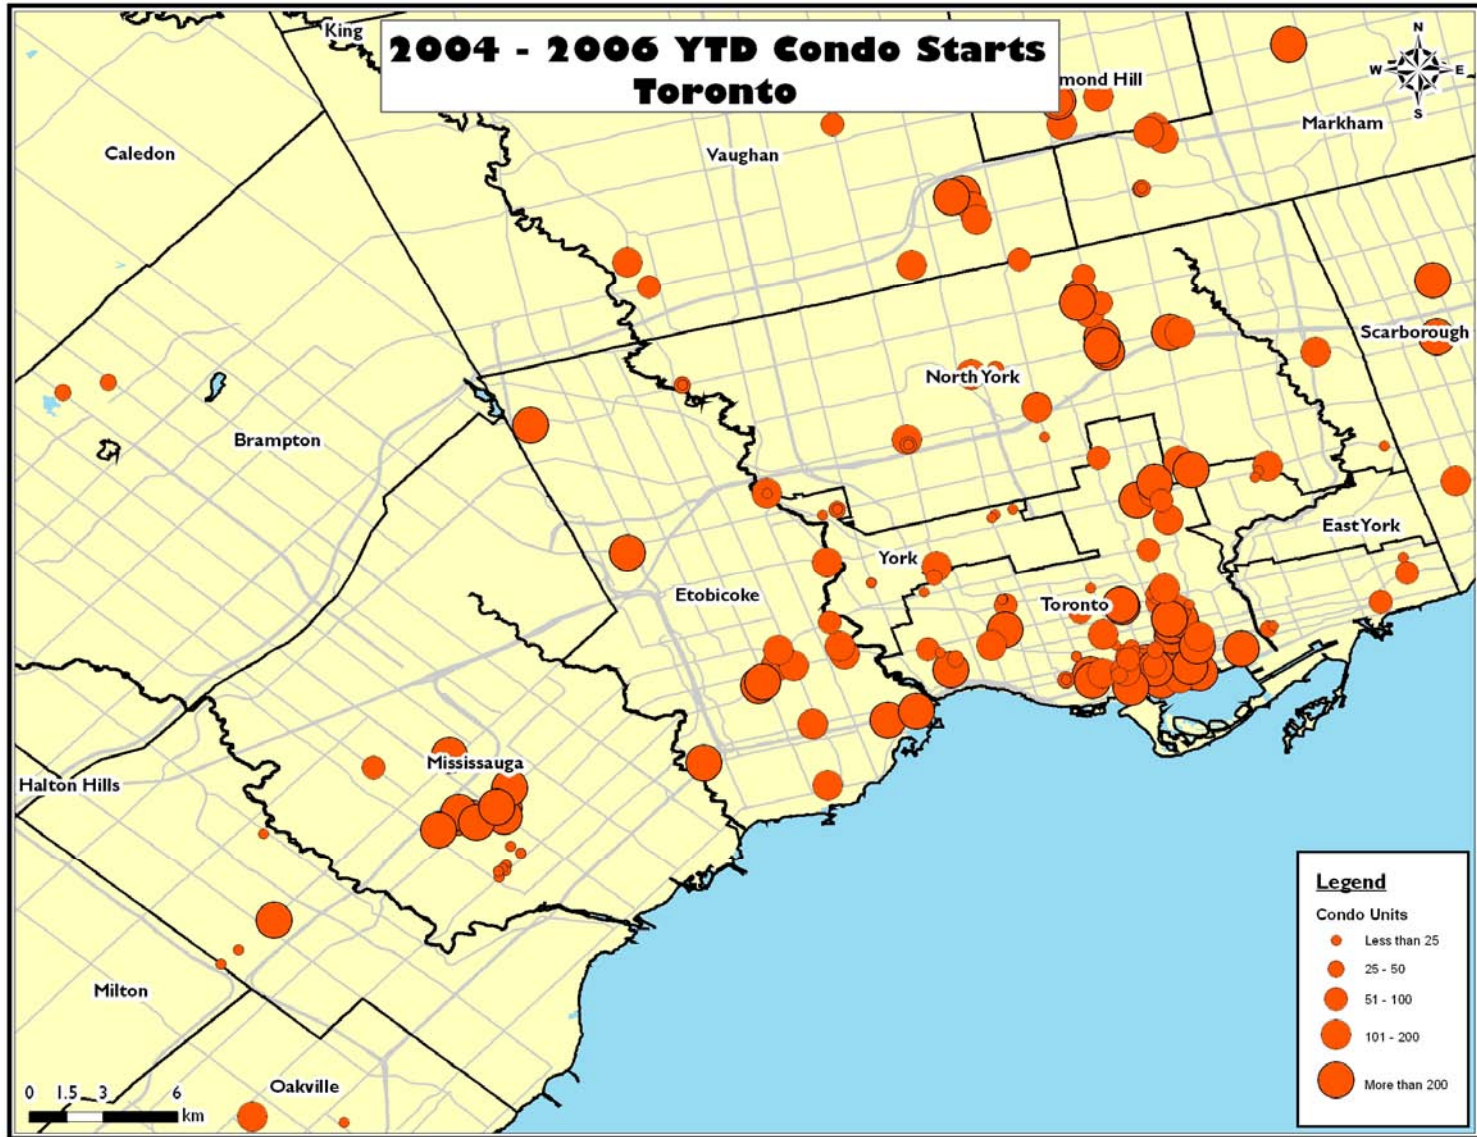 King
2004 - 2006 YTD Condo Starts
Toronto
mond Hill
N
W E
S
Markham
Caledon
Vaughan
Scarborough
North York
Brampton
East York
York
Etobicoke
Toronto
Mississauga
Halton Hills
Milton
Oakville
0 1.5 3 6
km
Legend
Condo Units
Less than 25
25 - 50
51 - 100
101 - 200
More than 200